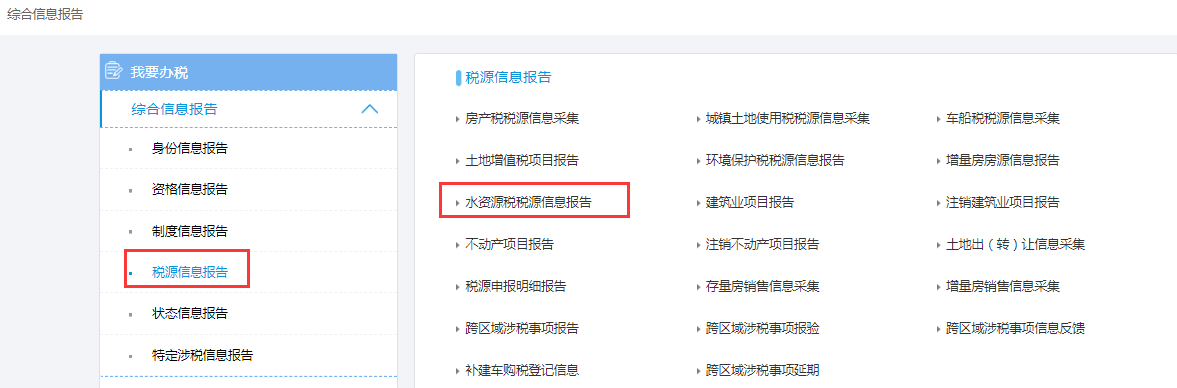 综合信息报告
我要办税
综合信息报告
身份信息报告
资格信息报告
制度信息报告
税源信息报告
状态信息报告
特定涉税信息报告
税源信息报告
房产税税源信息采集 城镇土地使用税税源信息采集 车船税税源信息采集
土地增值税项目报告 环境保护税税源信息报告 增量房房源信息报告
水资源税税源信息报告 建筑业项目报告 注销建筑业项目报告
不动产项目报告 注销不动产项目报告 土地出（转）让信息采集
税源申报明细报告 存量房销售信息采集 增量房销售信息采集
跨区域涉税事项报告 跨区域涉税事项报验 跨区域涉税事项信息反馈
补建车购税登记信息 跨区域涉税事项延期